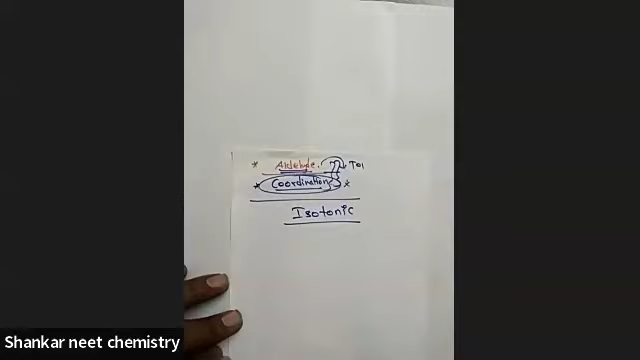 * Aldehyde.
* Coordination *
Isotonic
Shankar neet chemistry